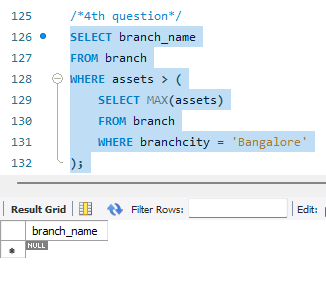 125 /*4th question*/
126 SELECT branch_name
127 FROM branch
128 WHERE assets > (
129 SELECT MAX(assets)
130 FROM branch
131 WHERE branchcity = 'Bangalore'
132 );
Result Grid Filter Rows: Edit:
branch_name
* NULL